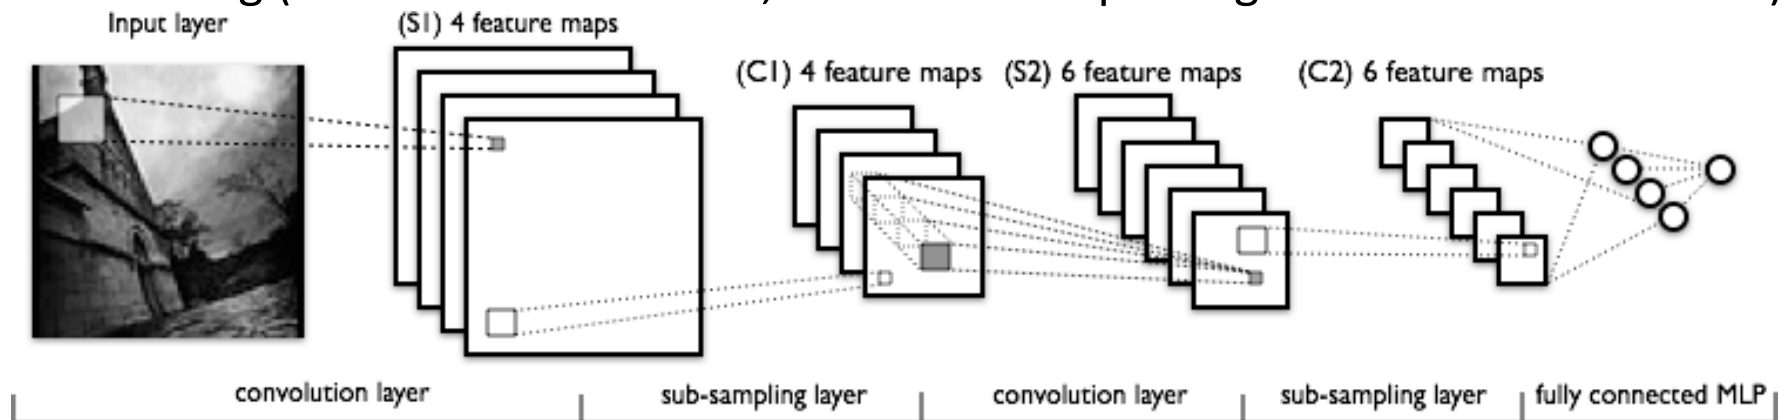 Input layer
(S1) 4 feature maps
(C1) 4 feature maps
(S2) 6 feature maps
(C2) 6 feature maps
convolution layer
sub-sampling layer
convolution layer
sub-sampling layer
fully connected MLP